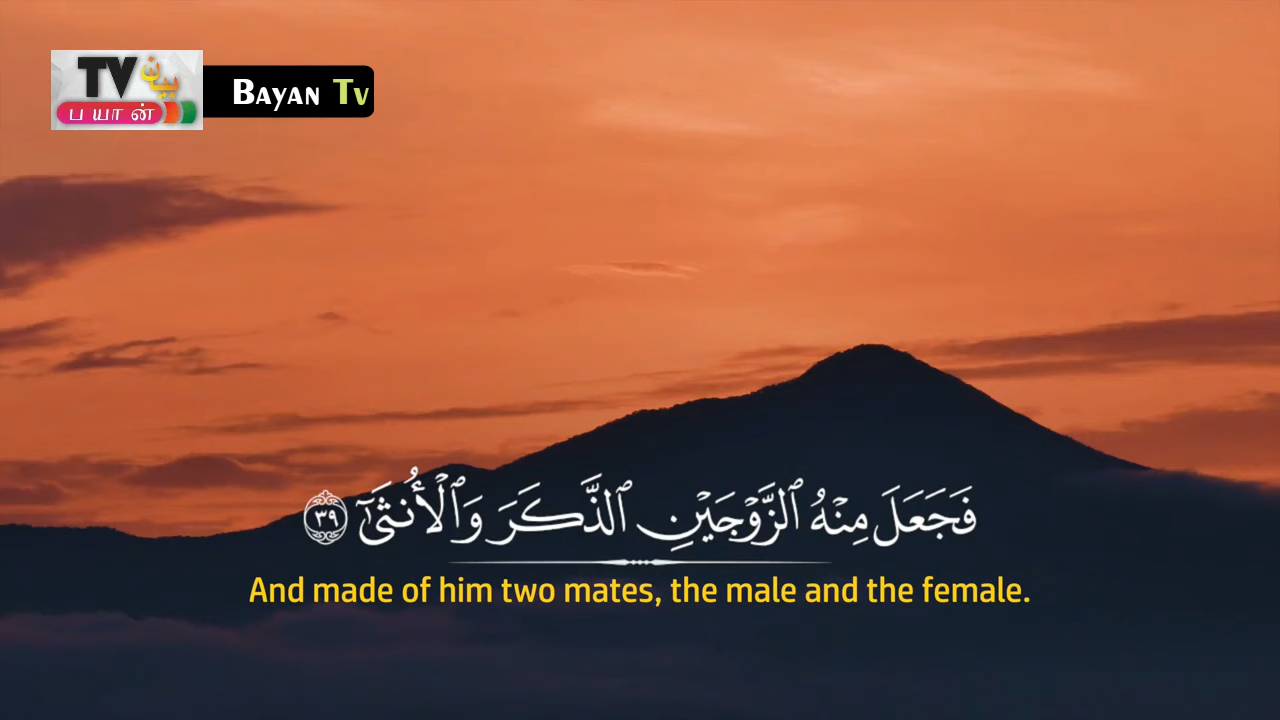 TV بيان
பயான்
Bayan Tv
فَجَعَلَ مِنْهُ ٱلزَّوْجَيْنِ ٱلذَّكَرَ وَٱلْأُنثَىٰٓ ٣٩
And made of him two mates, the male and the female.